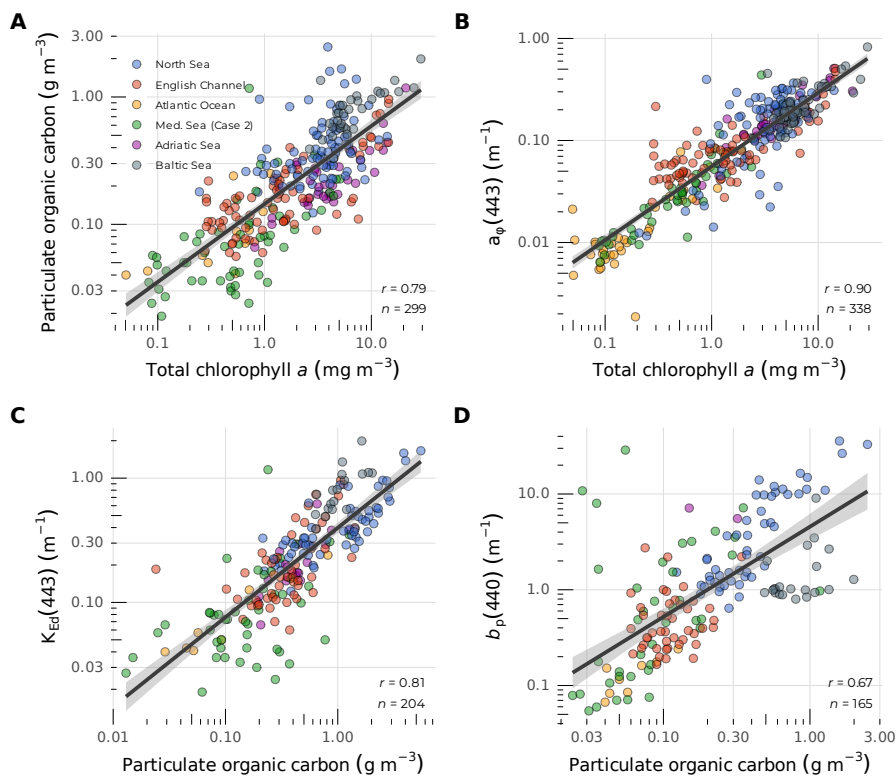 A
Particulate organic carbon (g m⁻³)
3.00
1.00
0.30
0.10
0.03
North Sea
English Channel
Atlantic Ocean
Med. Sea (Case 2)
Adriatic Sea
Baltic Sea
r = 0.79
n = 299
0.1 1.0 10.0
Total chlorophyll a (mg m⁻³)
B
aφ(443) (m⁻¹)
1.00
0.10
0.01
r = 0.90
n = 338
0.1 1.0 10.0
Total chlorophyll a (mg m⁻³)
C
KEd(443) (m⁻¹)
1.00
0.30
0.10
0.03
r = 0.81
n = 204
0.01 0.10 1.00
Particulate organic carbon (g m⁻³)
D
bp(440) (m⁻¹)
10.0
1.0
0.1
r = 0.67
n = 165
0.03 0.10 0.30 1.00 3.00
Particulate organic carbon (g m⁻³)